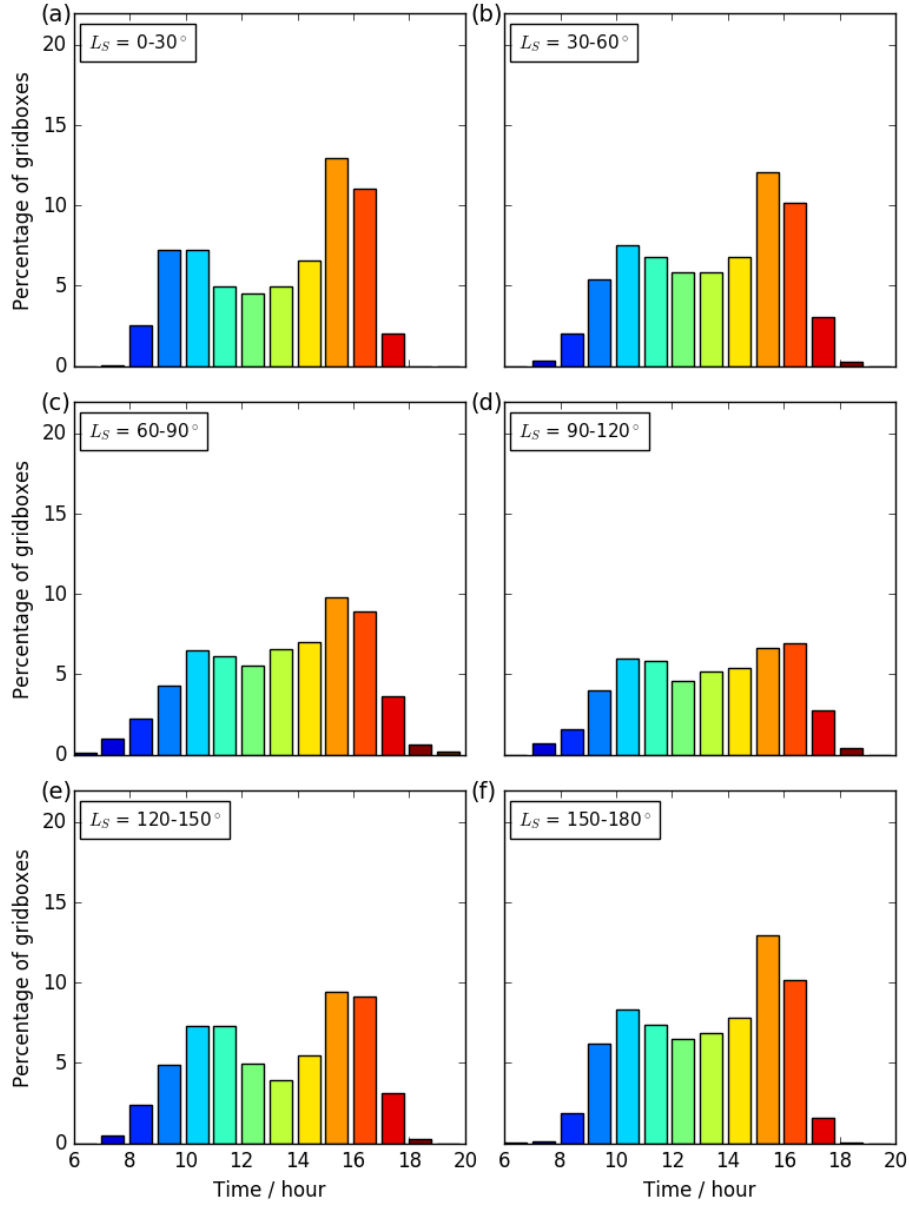 (a)
L_S = 0-30°
20
15
10
5
0
Percentage of gridboxes
(b)
L_S = 30-60°
(c)
L_S = 60-90°
20
15
10
5
0
Percentage of gridboxes
(d)
L_S = 90-120°
(e)
L_S = 120-150°
20
15
10
5
0
Percentage of gridboxes
6 8 10 12 14 16 18 20
Time / hour
(f)
L_S = 150-180°
6 8 10 12 14 16 18 20
Time / hour